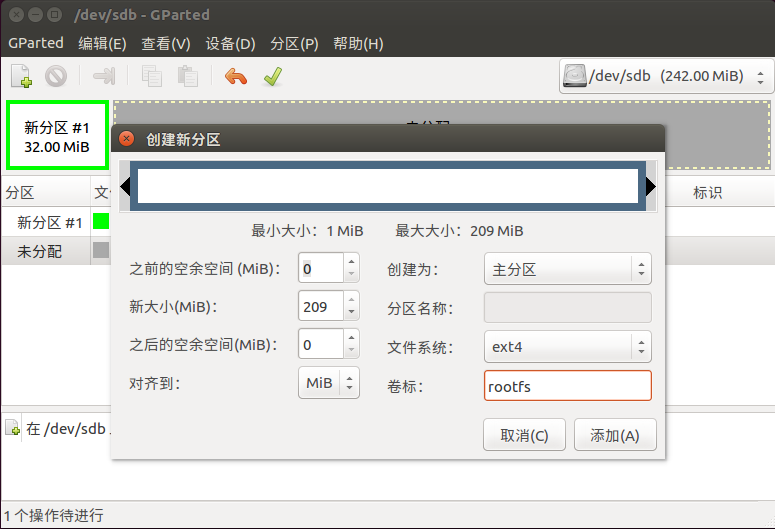 /dev/sdb - GParted
GParted 编辑(E) 查看(V) 设备(D) 分区(P) 帮助(H)
/dev/sdb (242.00 MiB)
新分区 #1
32.00 MiB
未分配
分区
标识
新分区 #1
未分配
创建新分区
最小大小：1 MiB 最大大小：209 MiB
之前的空余空间 (MiB)： 0
创建为： 主分区
新大小(MiB)： 209
分区名称：
之后的空余空间(MiB)： 0
文件系统： ext4
对齐到： MiB
卷标： rootfs
取消(C) 添加(A)
在 /dev/sdb
1 个操作待进行